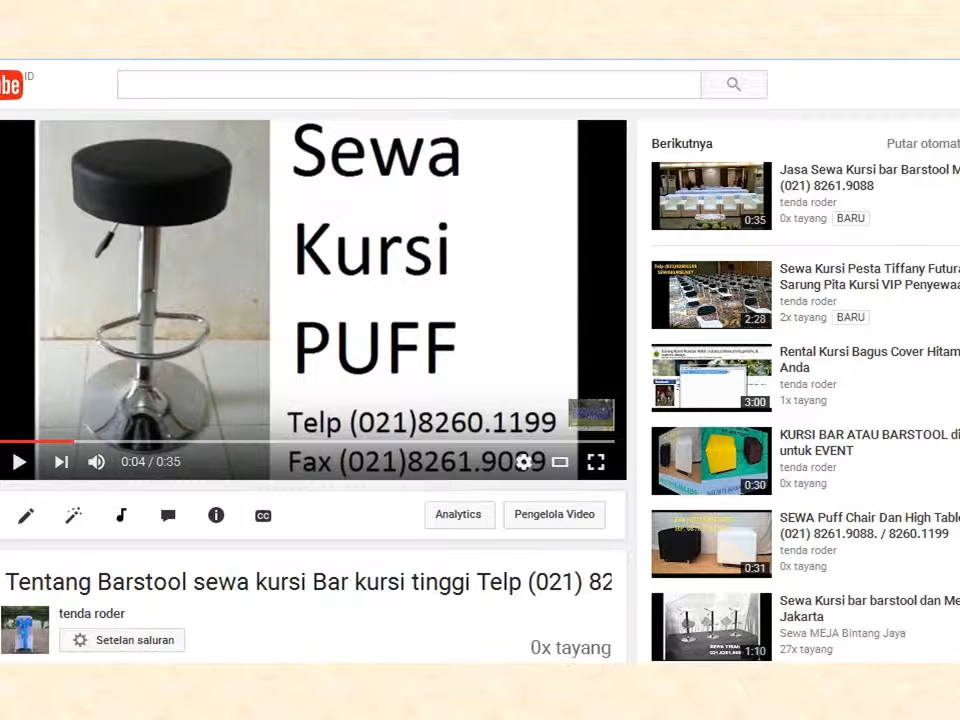 be ID
Sewa
Kursi
PUFF
Telp (021)8260.1199
Fax (021)8261.9089
0:04 / 0:35
CC
Analytics
Pengelola Video
Tentang Barstool sewa kursi Bar kursi tinggi Telp (021) 82
tenda roder
Setelan saluran
0x tayang
Berikutnya
Putar otomat
Jasa Sewa Kursi bar Barstool M
(021) 8261.9088
tenda roder
0x tayang BARU
0:35
Sewa Kursi Pesta Tiffany Futura
Sarung Pita Kursi VIP Penyewaa
tenda roder
2x tayang BARU
2:28
Rental Kursi Bagus Cover Hitam
Anda
tenda roder
1x tayang
3:00
KURSI BAR ATAU BARSTOOL di
untuk EVENT
tenda roder
0x tayang
0:30
SEWA Puff Chair Dan High Table
(021) 8261.9088. / 8260.1199
tenda roder
0x tayang
0:31
Sewa Kursi bar barstool dan Me
Jakarta
Sewa MEJA Bintang Jaya
27x tayang
1:10